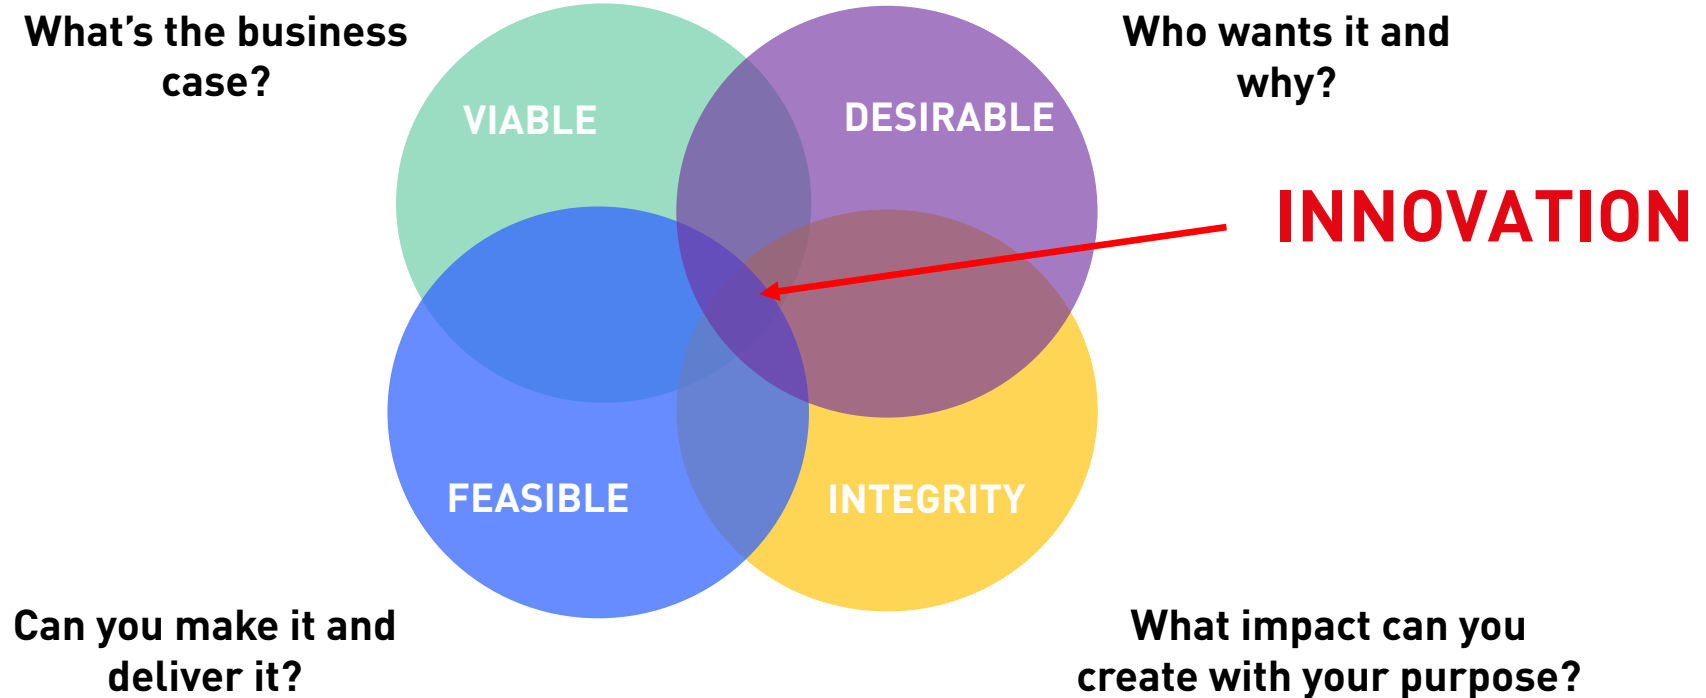 What's the business
case?
Who wants it and
why?
VIABLE
DESIRABLE
INNOVATION
FEASIBLE
INTEGRITY
Can you make it and
deliver it?
What impact can you
create with your purpose?